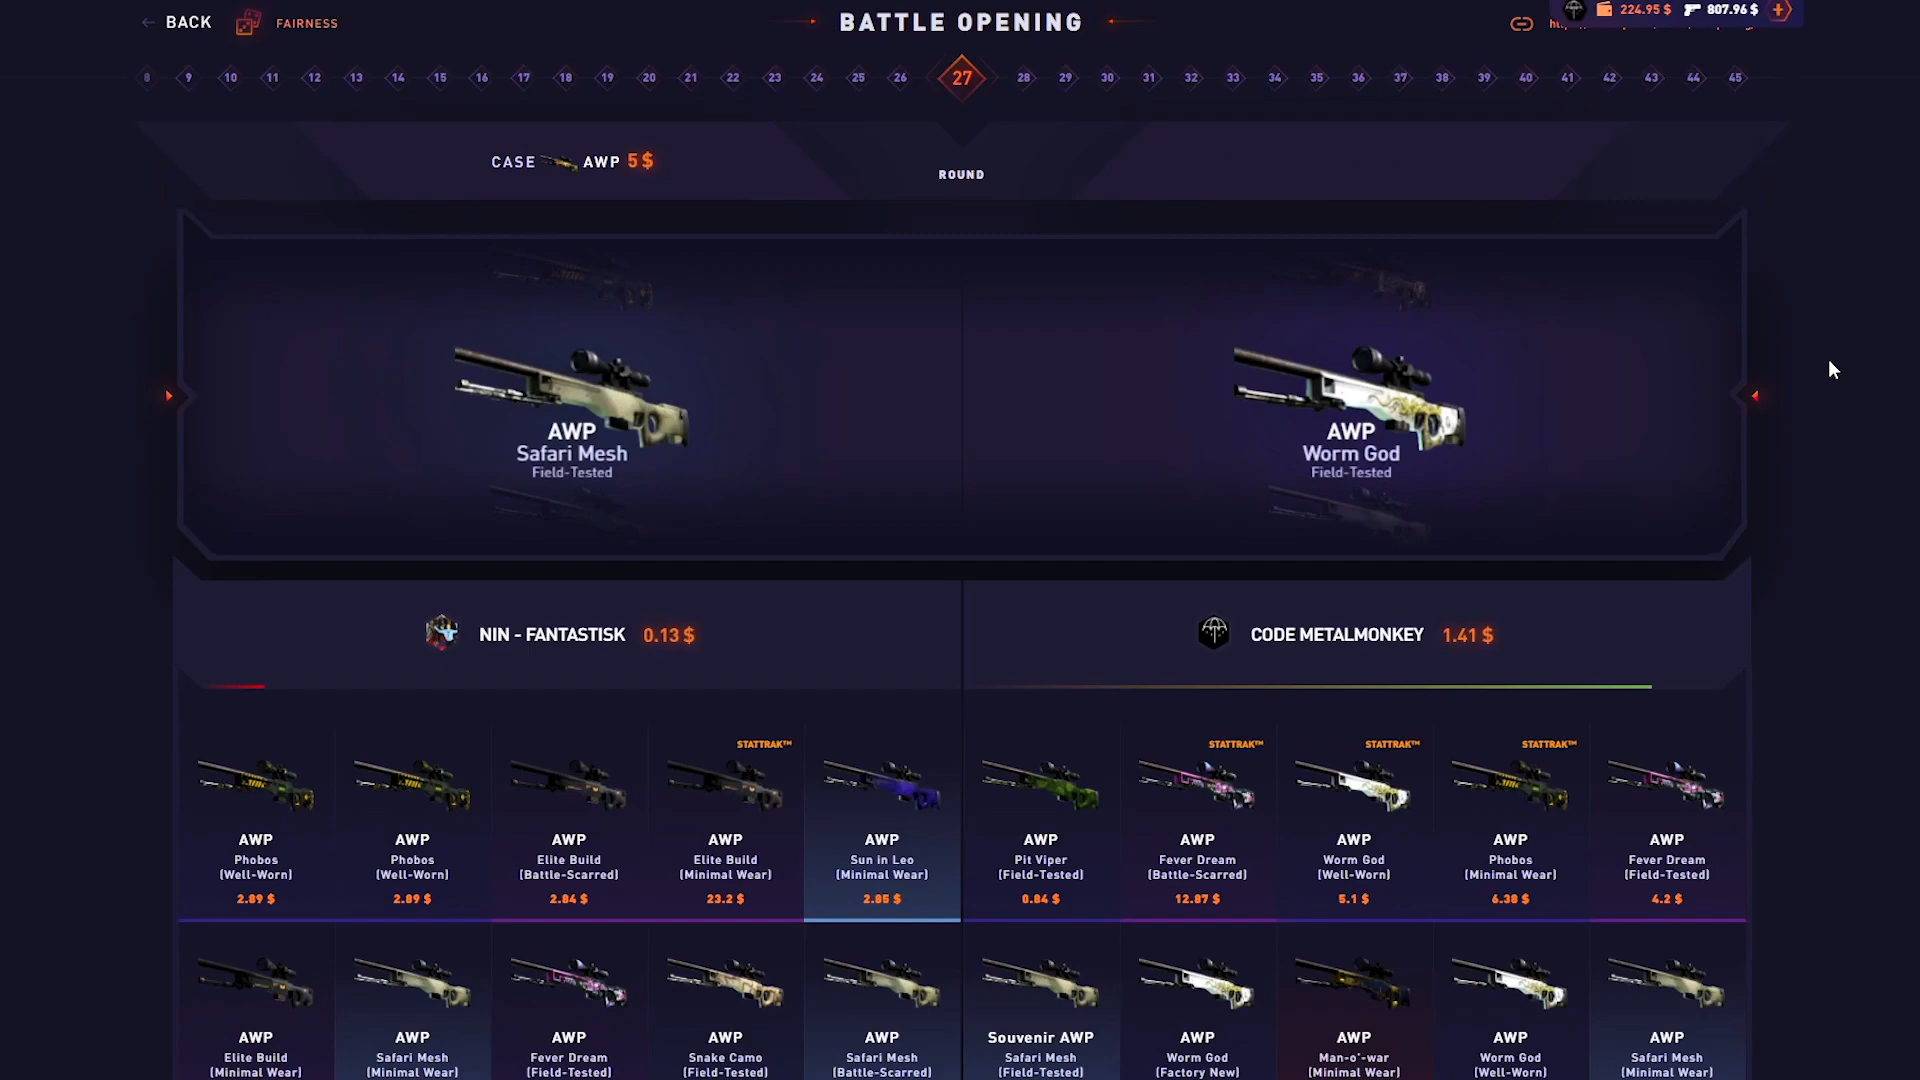 BACK
FAIRNESS
BATTLE OPENING
224.95 $
807.96 $
8 9 10 11 12 13 14 15 16 17 18 19 20 21 22 23 24 25 26 27 28 29 30 31 32 33 34 35 36 37 38 39 40 41 42 43 44 45
CASE AWP 5 $
ROUND
AWP
Safari Mesh
Field-Tested
AWP
Worm God
Field-Tested
NIN - FANTASTISK 0.13 $
CODE METALMONKEY 1.41 $
STATTRAK™ STATTRAK™ STATTRAK™ STATTRAK™
AWP AWP AWP AWP AWP AWP AWP AWP AWP AWP
Phobos Phobos Elite Build Elite Build Sun in Leo Pit Viper Fever Dream Worm God Phobos Fever Dream
(Well-Worn) (Well-Worn) (Battle-Scarred) (Minimal Wear) (Minimal Wear) (Field-Tested) (Battle-Scarred) (Well-Worn) (Minimal Wear) (Field-Tested)
2.89 $ 2.89 $ 2.84 $ 23.2 $ 2.85 $ 0.84 $ 12.87 $ 5.1 $ 6.38 $ 4.2 $
AWP AWP AWP AWP AWP Souvenir AWP AWP AWP AWP AWP
Elite Build Safari Mesh Fever Dream Snake Camo Safari Mesh Safari Mesh Worm God Man-o'-war Worm God Safari Mesh
(Minimal Wear) (Minimal Wear) (Field-Tested) (Field-Tested) (Battle-Scarred) (Field-Tested) (Factory New) (Minimal Wear) (Well-Worn) (Minimal Wear)